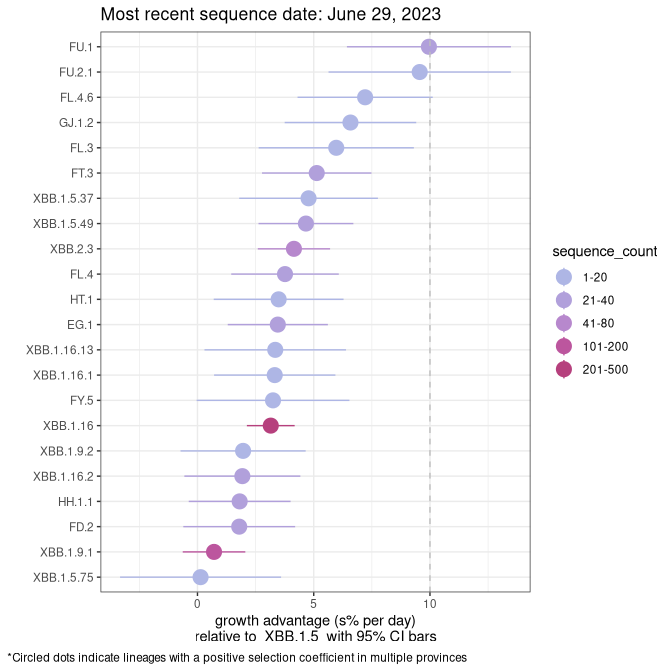 Most recent sequence date: June 29, 2023
FU.1
FU.2.1
FL.4.6
GJ.1.2
FL.3
FT.3
XBB.1.5.37
XBB.1.5.49
XBB.2.3
FL.4
HT.1
EG.1
XBB.1.16.13
XBB.1.16.1
FY.5
XBB.1.16
XBB.1.9.2
XBB.1.16.2
HH.1.1
FD.2
XBB.1.9.1
XBB.1.5.75
0 5 10
growth advantage (s% per day)
relative to XBB.1.5 with 95% CI bars
sequence_count
1-20
21-40
41-80
101-200
201-500
*Circled dots indicate lineages with a positive selection coefficient in multiple provinces